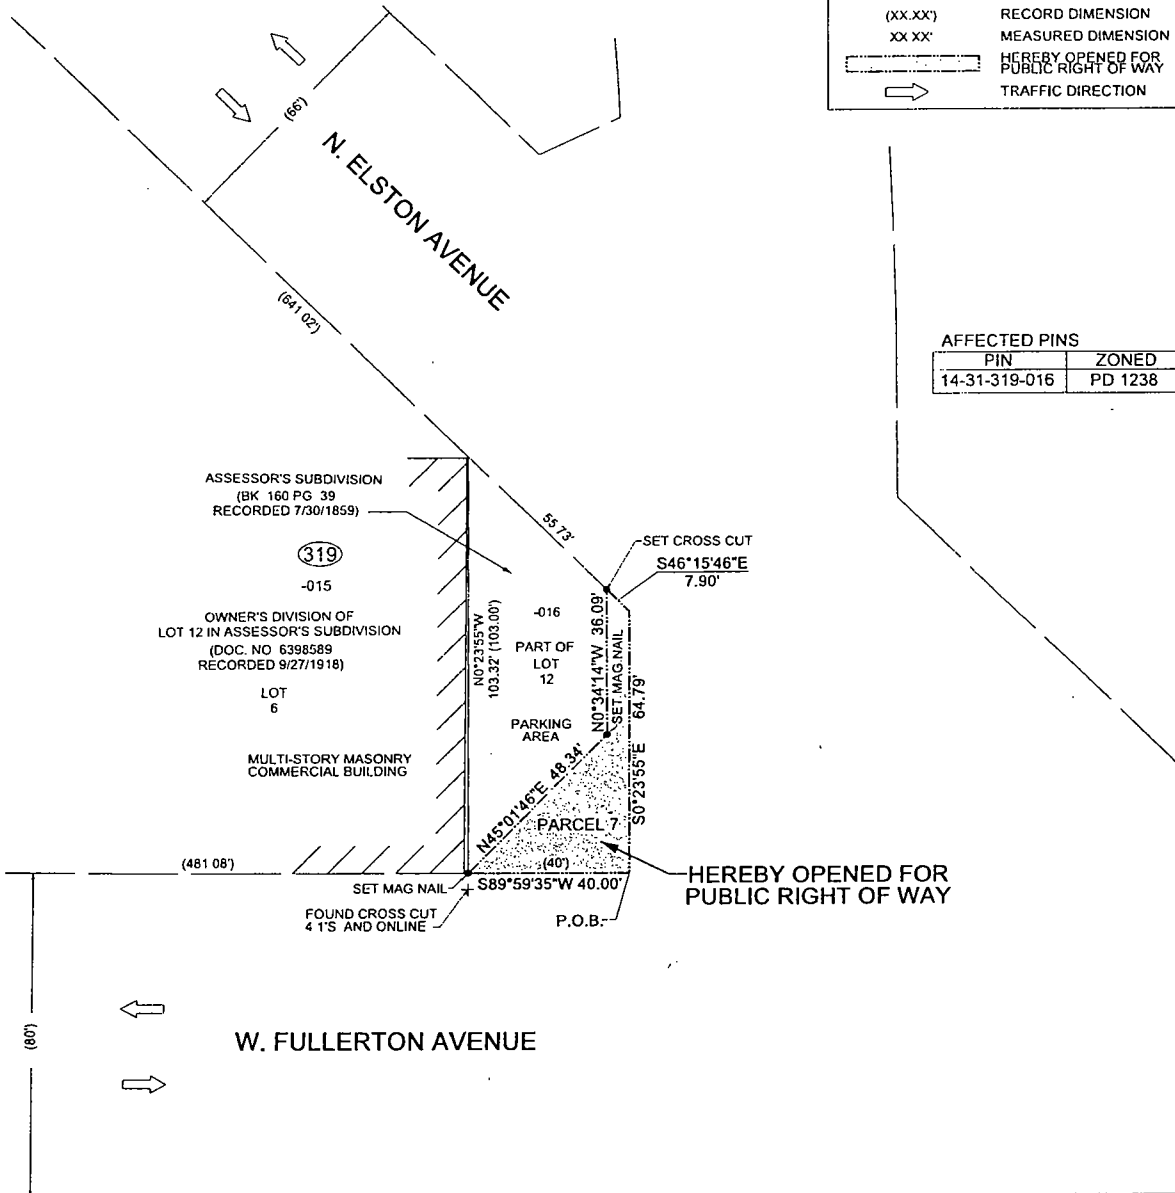 (XX.XX') RECORD DIMENSION
XX XX' MEASURED DIMENSION
HEREBY OPENED FOR
PUBLIC RIGHT OF WAY
TRAFFIC DIRECTION
(66')
N. ELSTON AVENUE
(641 02')
AFFECTED PINS
PIN ZONED
14-31-319-016 PD 1238
ASSESSOR'S SUBDIVISION
(BK 160 PG 39
RECORDED 7/30/1859)
319
-015
OWNER'S DIVISION OF
LOT 12 IN ASSESSOR'S SUBDIVISION
(DOC. NO 6398589
RECORDED 9/27/1918)
LOT
6
MULTI-STORY MASONRY
COMMERCIAL BUILDING
N0°23'55"W
103.32' (103.00')
55 73'
SET CROSS CUT
S46°15'46"E
7.90'
-016
PART OF
LOT
12
PARKING
AREA
N0°34'14"W 36.09'
SET MAG NAIL
64.79'
S0°23'55"E
N45°01'46"E 48.34'
PARCEL 7
(40')
(481 08')
SET MAG NAIL
S89°59'35"W 40.00'
FOUND CROSS CUT
4 1'S AND ONLINE
P.O.B.
HEREBY OPENED FOR
PUBLIC RIGHT OF WAY
(80')
W. FULLERTON AVENUE